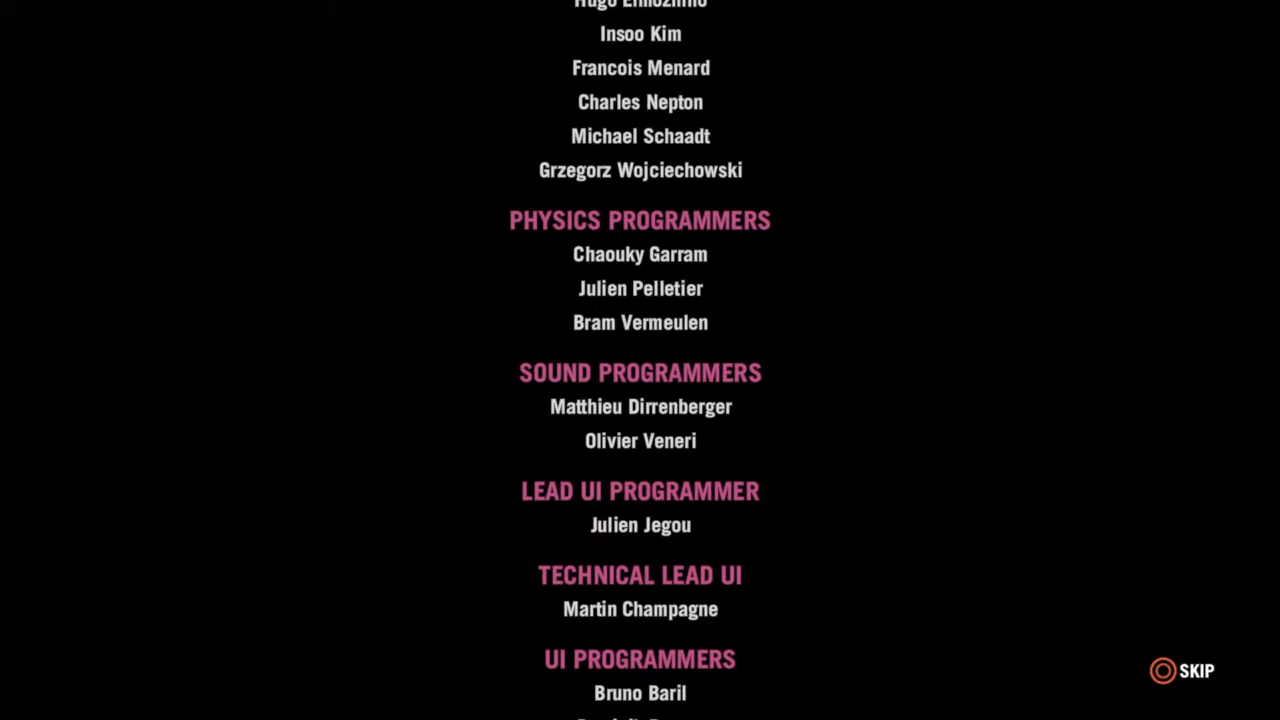 Hugo
Insoo Kim
Francois Menard
Charles Nepton
Michael Schaadt
Grzegorz Wojciechowski
PHYSICS PROGRAMMERS
Chaouky Garram
Julien Pelletier
Bram Vermeulen
SOUND PROGRAMMERS
Matthieu Dirrenberger
Olivier Veneri
LEAD UI PROGRAMMER
Julien Jegou
TECHNICAL LEAD UI
Martin Champagne
UI PROGRAMMERS
SKIP
Bruno Baril